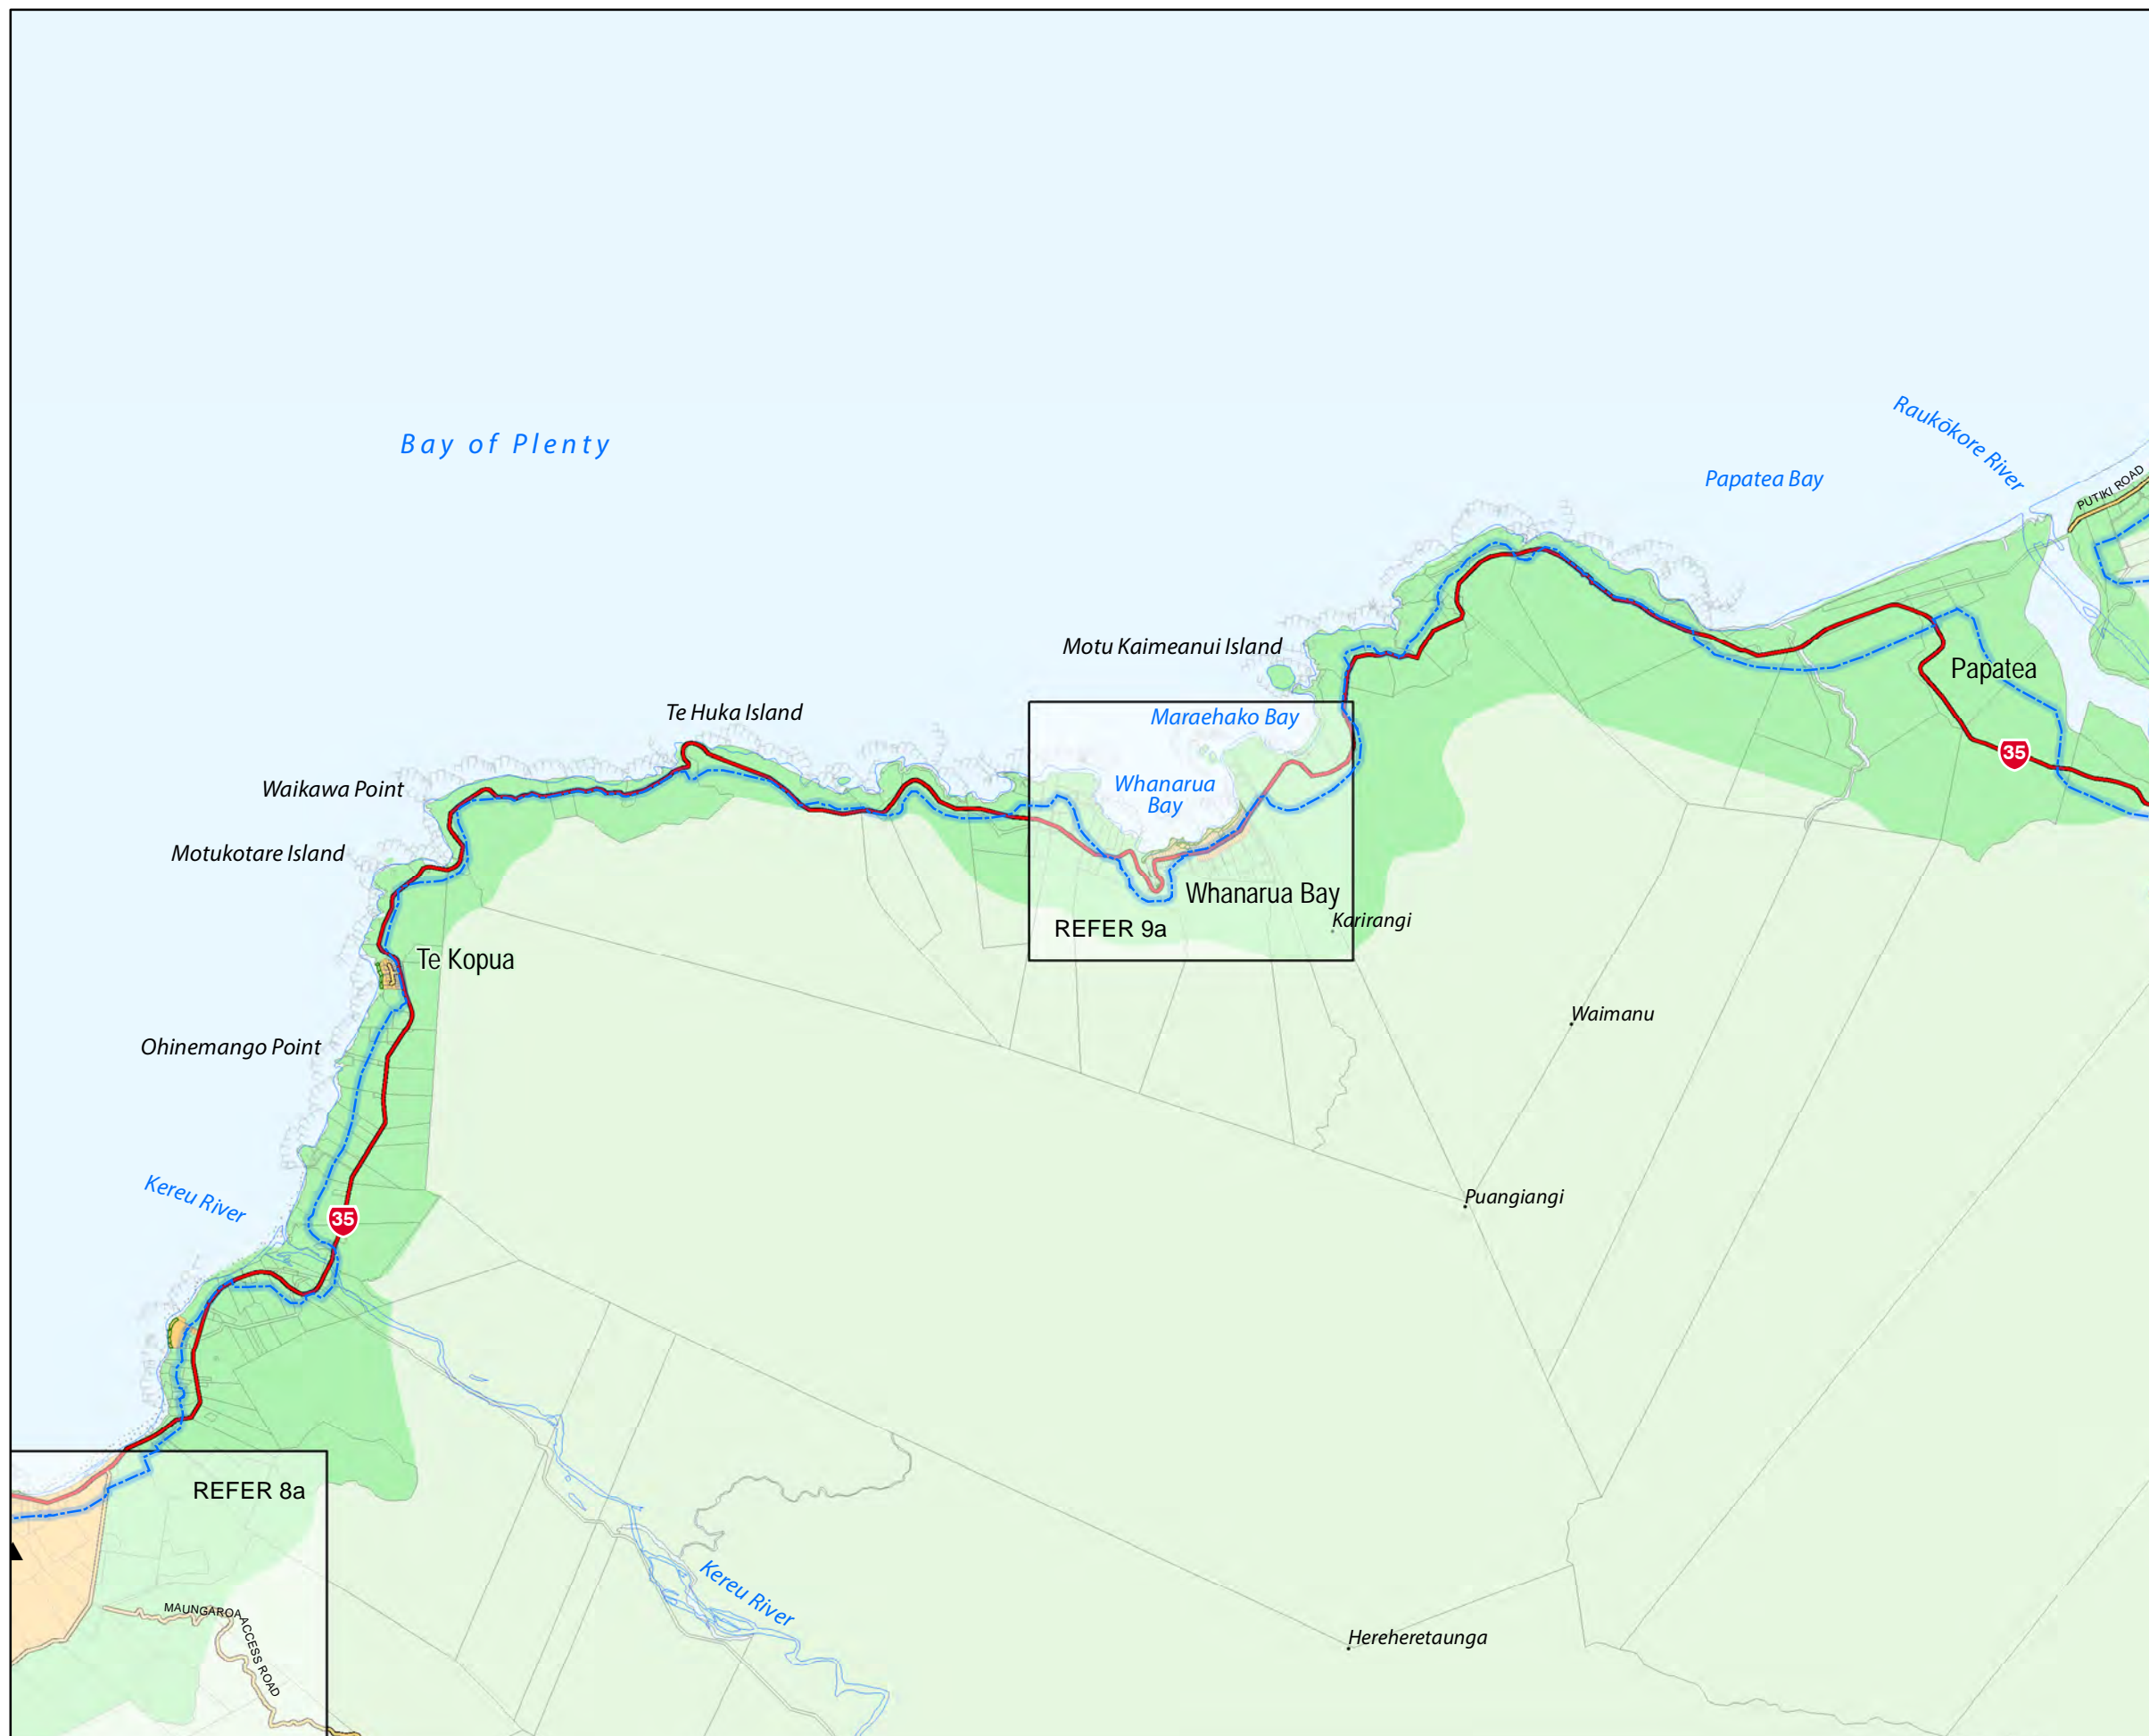 Bay of Plenty
Raukōkore River
PUTIKI ROAD
Papatea Bay
Motu Kaimeanui Island
Papatea
Te Huka Island
Maraehako Bay
35
Waikawa Point
Whanarua
Bay
Motukotare Island
Whanarua Bay
Karirangi
REFER 9a
Te Kopua
Waimanu
Ohinemango Point
Kereu River
Puangiangi
35
REFER 8a
Kereu River
MAUNGAROA
ACCESS ROAD
Hereheretaunga